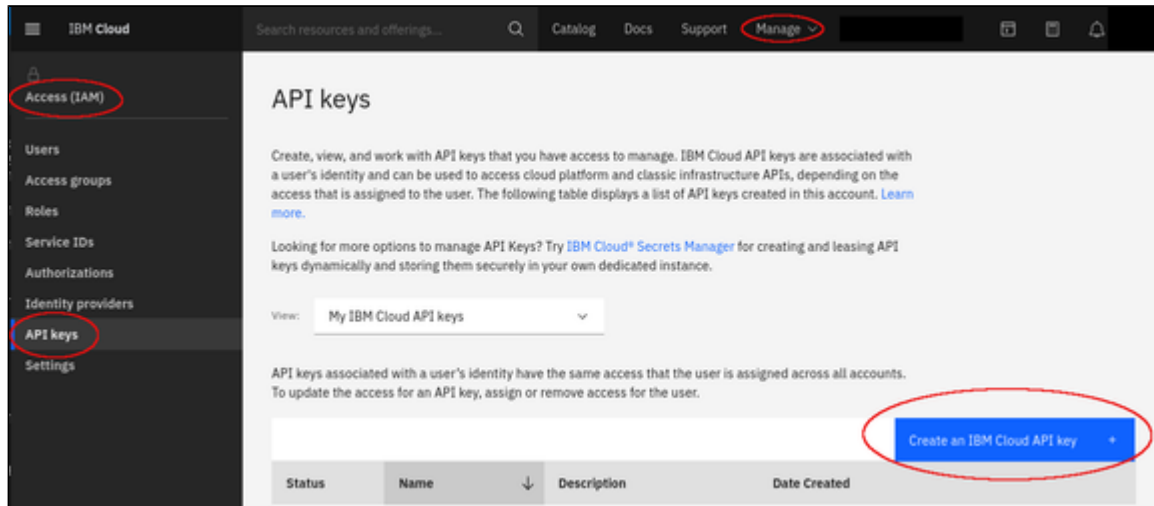 IBM Cloud
Search resources and offerings...
Catalog
Docs
Support
Manage
Access (IAM)
Users
Access groups
Roles
Service IDs
Authorizations
Identity providers
API keys
Settings
API keys
Create, view, and work with API keys that you have access to manage. IBM Cloud API keys are associated with
a user's identity and can be used to access cloud platform and classic infrastructure APIs, depending on the
access that is assigned to the user. The following table displays a list of API keys created in this account. Learn
more.
Looking for more options to manage API Keys? Try IBM Cloud® Secrets Manager for creating and leasing API
keys dynamically and storing them securely in your own dedicated instance.
View:
My IBM Cloud API keys
API keys associated with a user's identity have the same access that the user is assigned across all accounts.
To update the access for an API key, assign or remove access for the user.
Create an IBM Cloud API key +
Status
Name
Description
Date Created